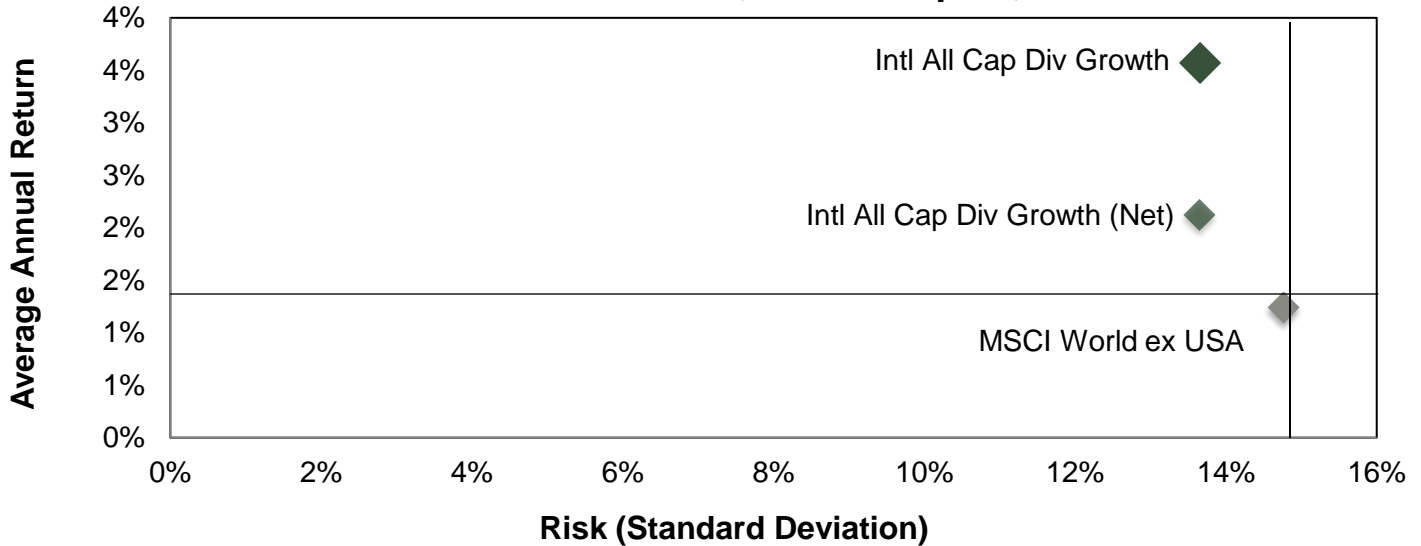 4%
Intl All Cap Div Growth
4%
3%
3%
Intl All Cap Div Growth (Net)
2%
2%
1%
MSCI World ex USA
1%
0%
0% 2% 4% 6% 8% 10% 12% 14% 16%
Average Annual Return
Risk (Standard Deviation)